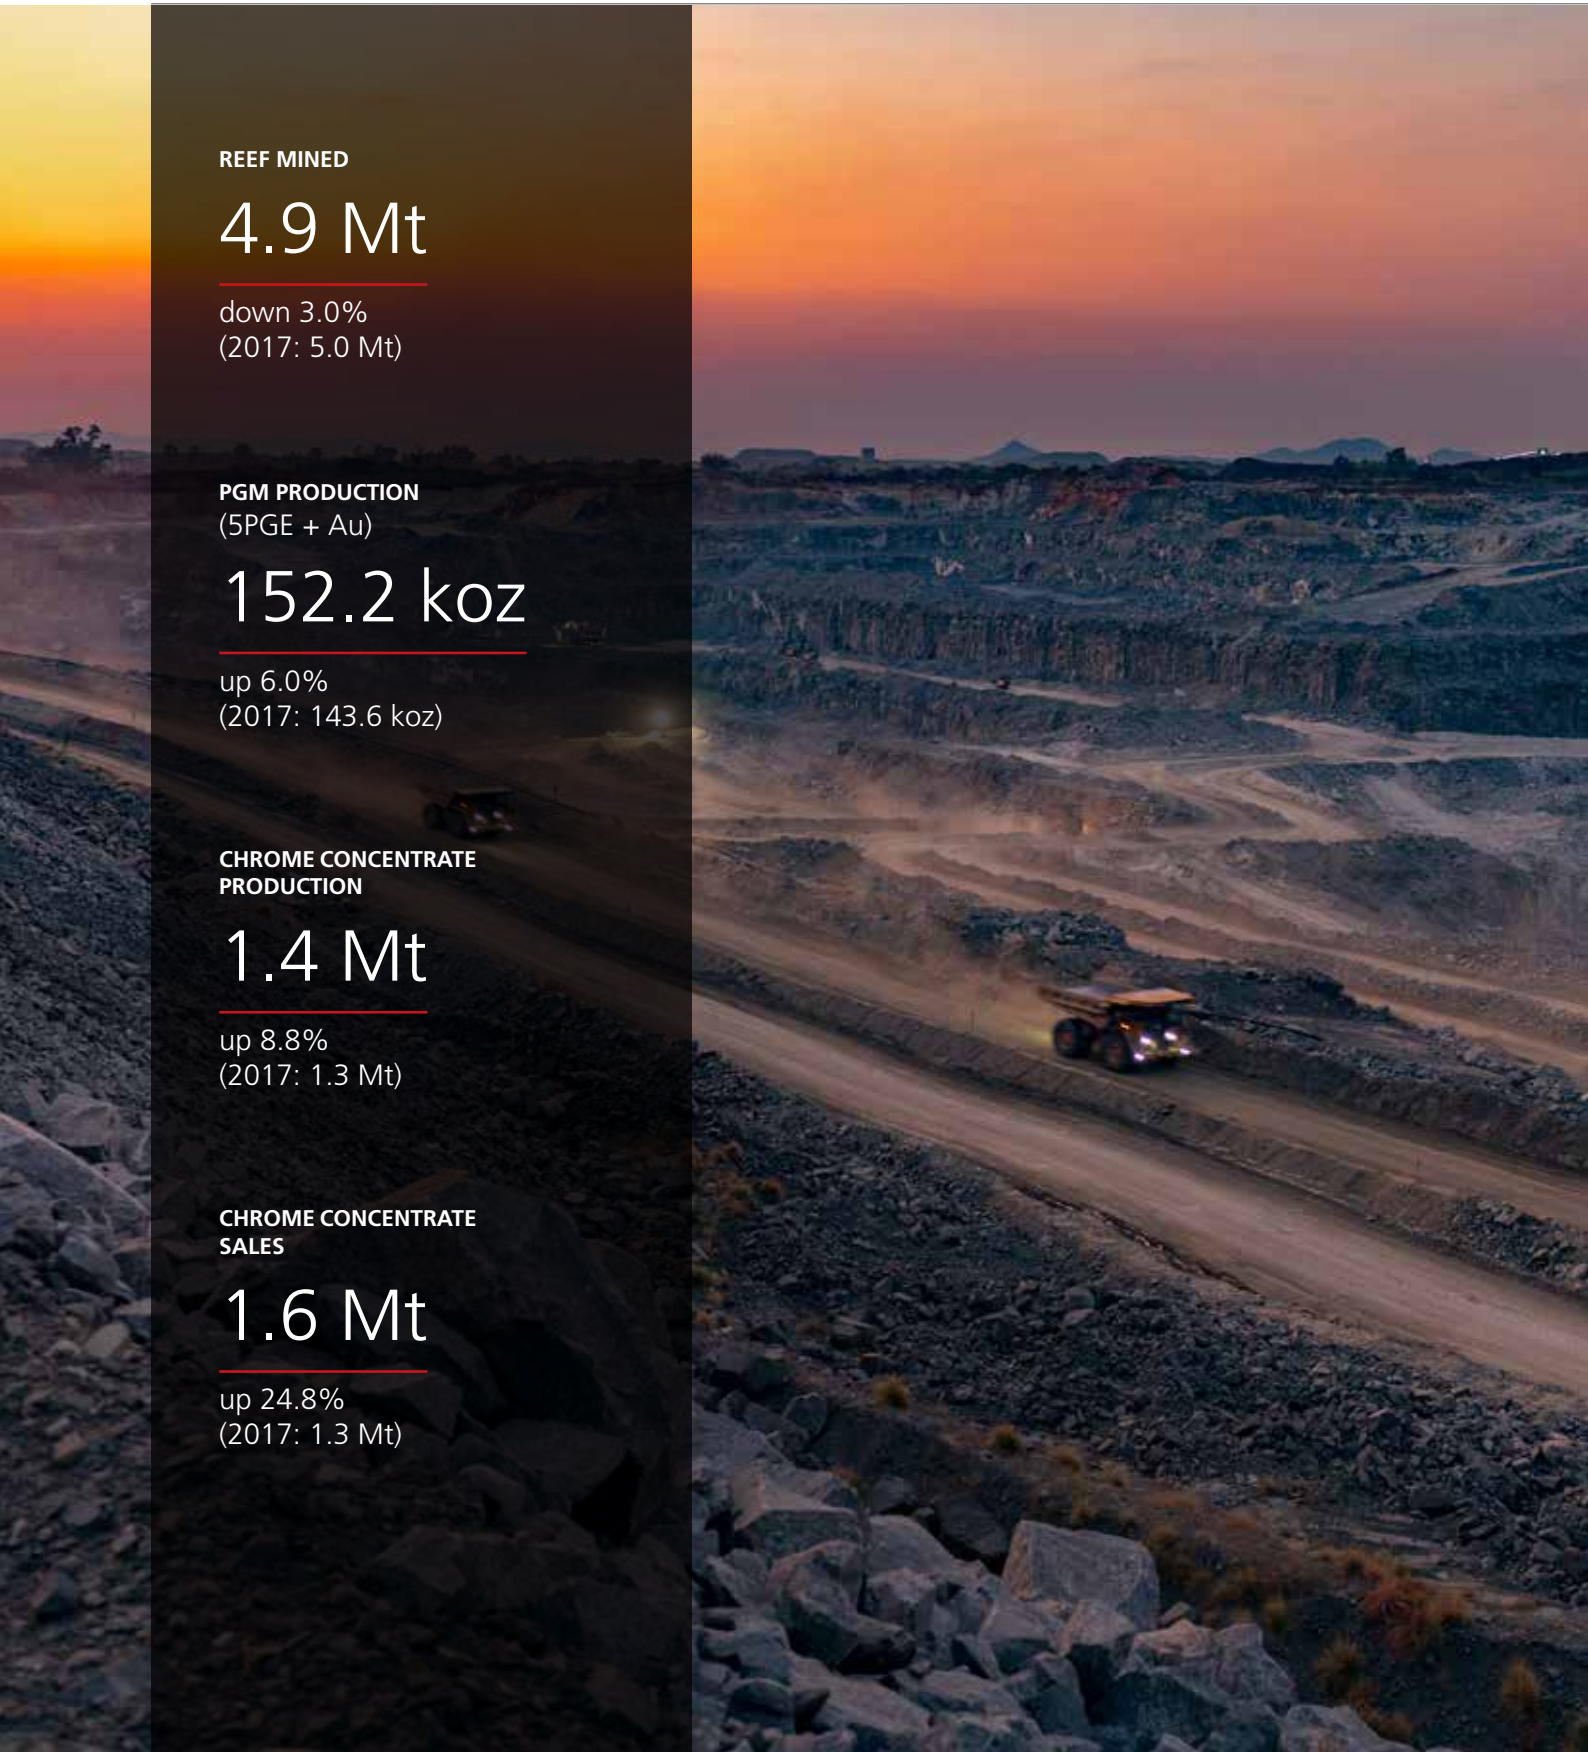 REEF MINED
4.9 Mt
down 3.0%
(2017: 5.0 Mt)
PGM PRODUCTION
(5PGE + Au)
152.2 koz
up 6.0%
(2017: 143.6 koz)
CHROME CONCENTRATE
PRODUCTION
1.4 Mt
up 8.8%
(2017: 1.3 Mt)
CHROME CONCENTRATE
SALES
1.6 Mt
up 24.8%
(2017: 1.3 Mt)